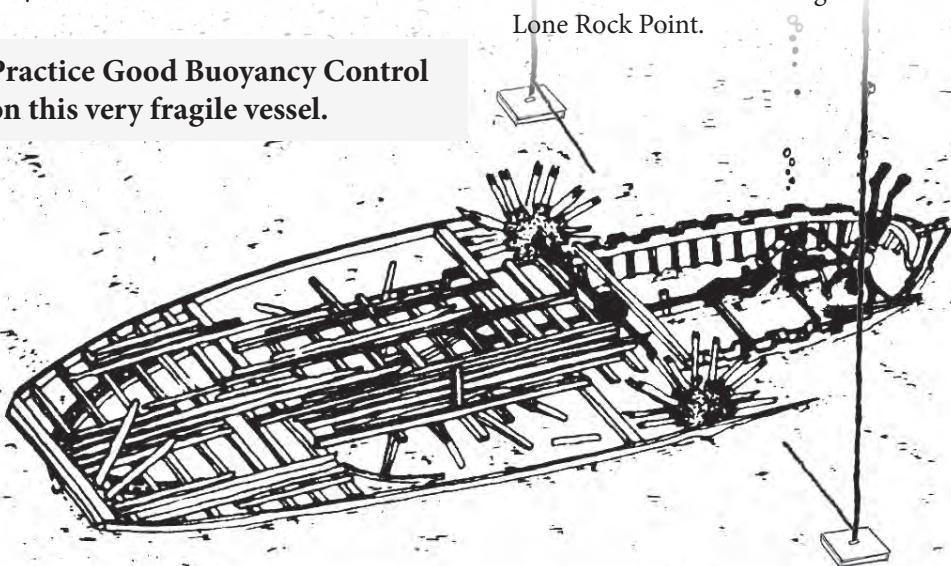 Lone Rock Point.
Practice Good Buoyancy Control
on this very fragile vessel.